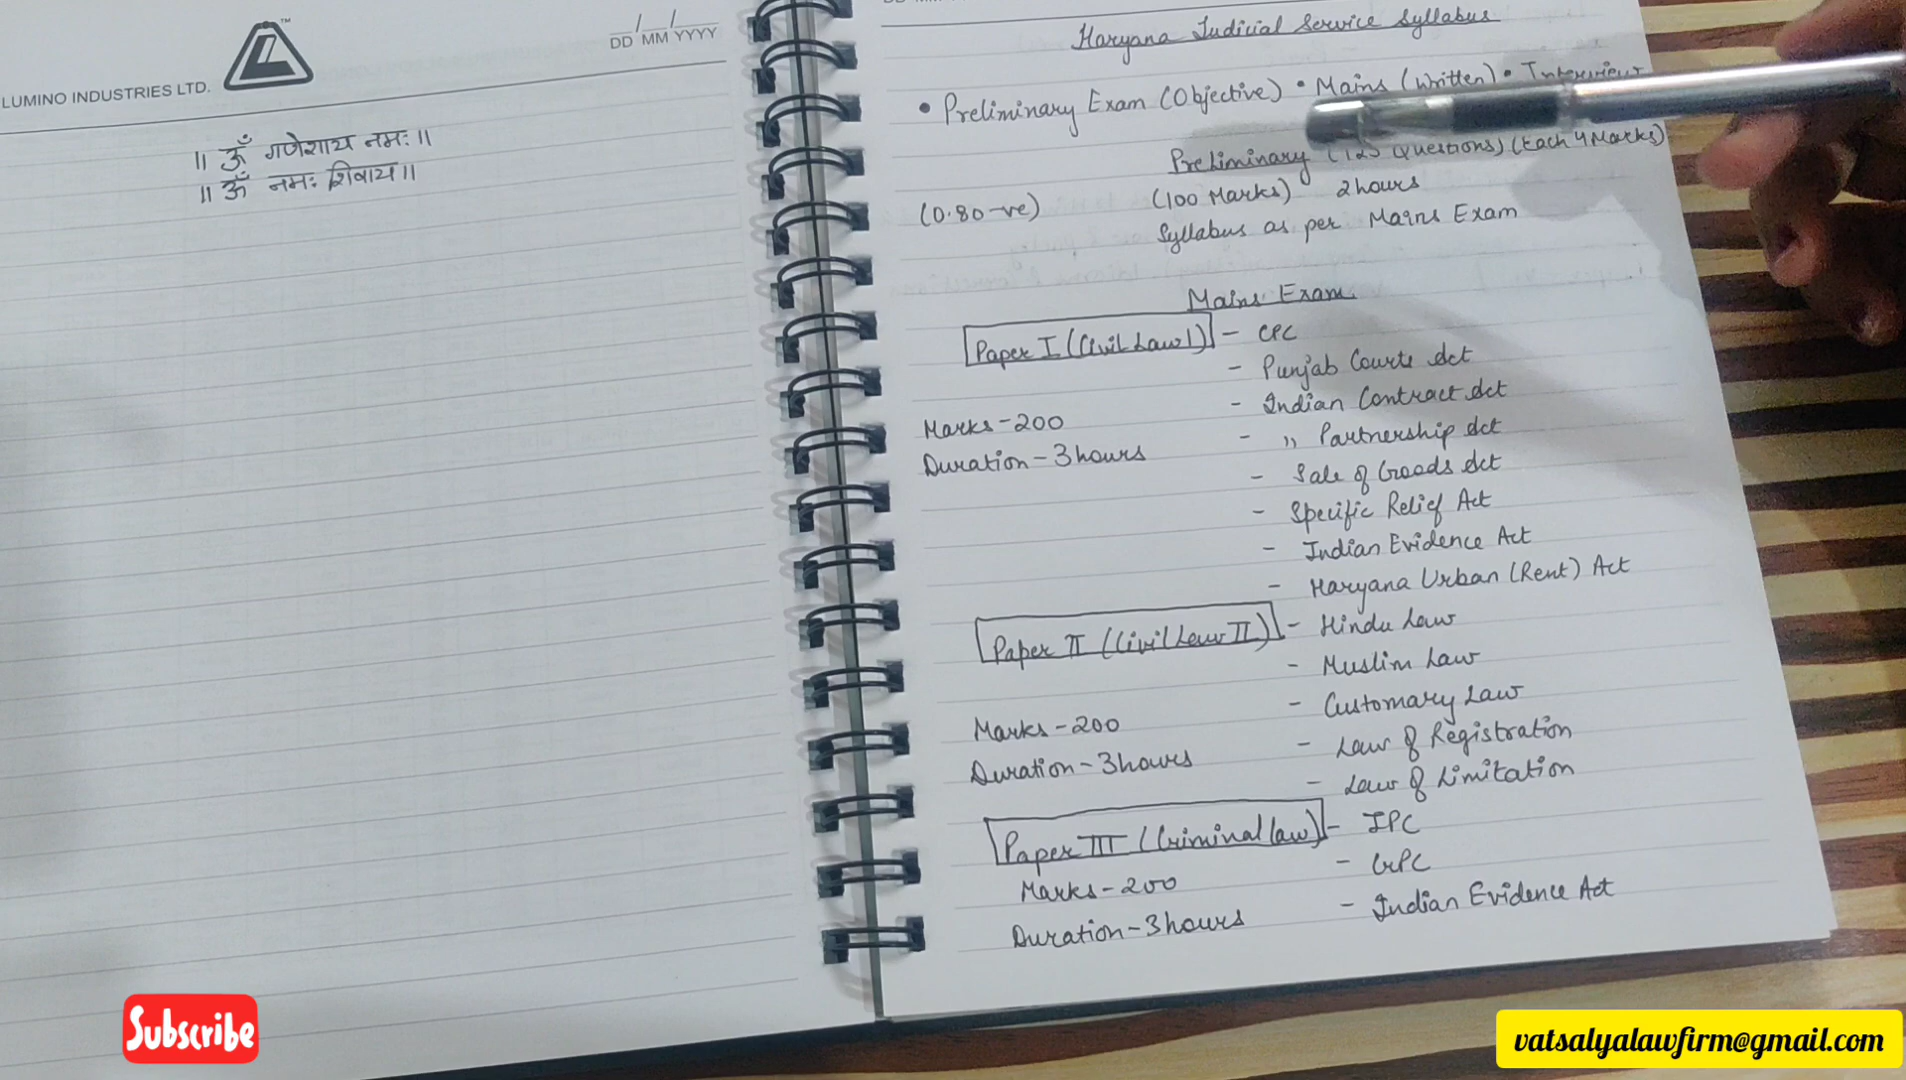 LUMINO INDUSTRIES LTD.
TM
DD MM YYYY
॥ ॐ गणेशाय नमः ॥
॥ ॐ नमः शिवाय ॥
Haryana Judicial Service Syllabus
• Preliminary Exam (Objective) • Mains (Written) • Interview
Preliminary (125 Questions) (Each 4 Marks)
(0.80-ve) (100 Marks) 2 hours
Syllabus as per Mains Exam
Mains Exam
Paper I (Civil Law I) - CPC
- Punjab Courts Act
- Indian Contract Act
Marks - 200
- ,, Partnership Act
Duration - 3 hours
- Sale of Goods Act
- Specific Relief Act
- Indian Evidence Act
- Haryana Urban (Rent) Act
Paper II (Civil Law II) - Hindu Law
- Muslim Law
- Customary Law
Marks - 200
- Law of Registration
Duration - 3 hours
- Law of Limitation
Paper III (Criminal Law) - IPC
- CrPC
Marks - 200
- Indian Evidence Act
Duration - 3 hours
Subscribe
vatsalyalawfirm@gmail.com